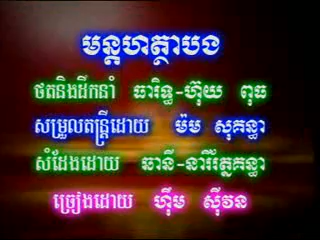 មន្តហត្ថាបង
ថតនិងដឹកនាំ ធារិទ្ធ-ហ៊ុយ ពុធ
សម្រួលតន្ត្រីដោយ ម៉ម សុគន្ធា
សំដែងដោយ ឆានី-នារីរ័ត្នគន្ធា
ច្រៀងដោយ ហ៊ឹម ស៊ីវន